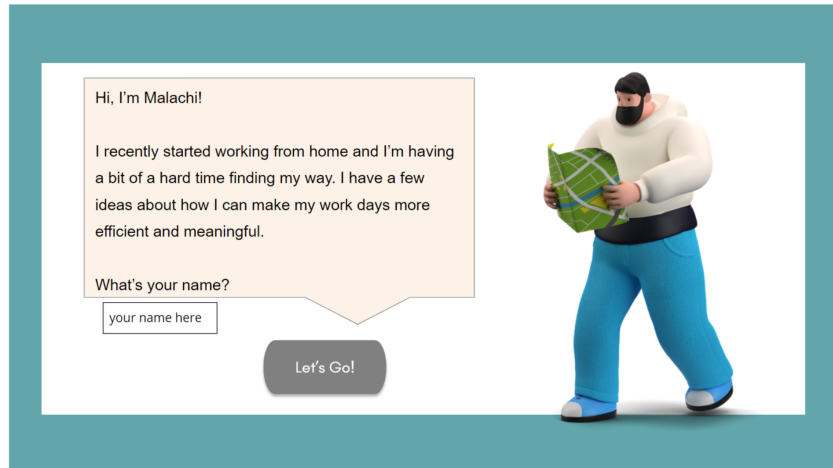 Hi, I’m Malachi!
I recently started working from home and I’m having
a bit of a hard time finding my way. I have a few
ideas about how I can make my work days more
efficient and meaningful.
What’s your name?
your name here
Let’s Go!